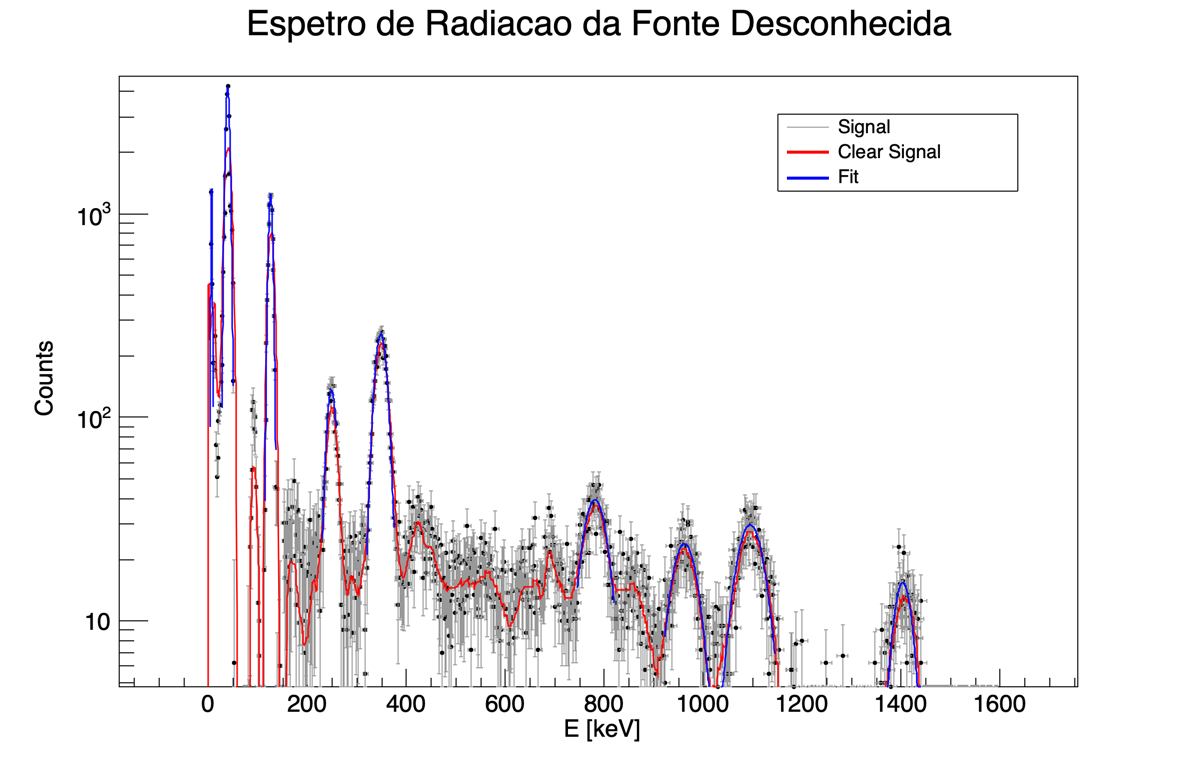 Espetro de Radiacao da Fonte Desconhecida
Signal
Clear Signal
Fit
10³
10²
10
Counts
0 200 400 600 800 1000 1200 1400 1600
E [keV]